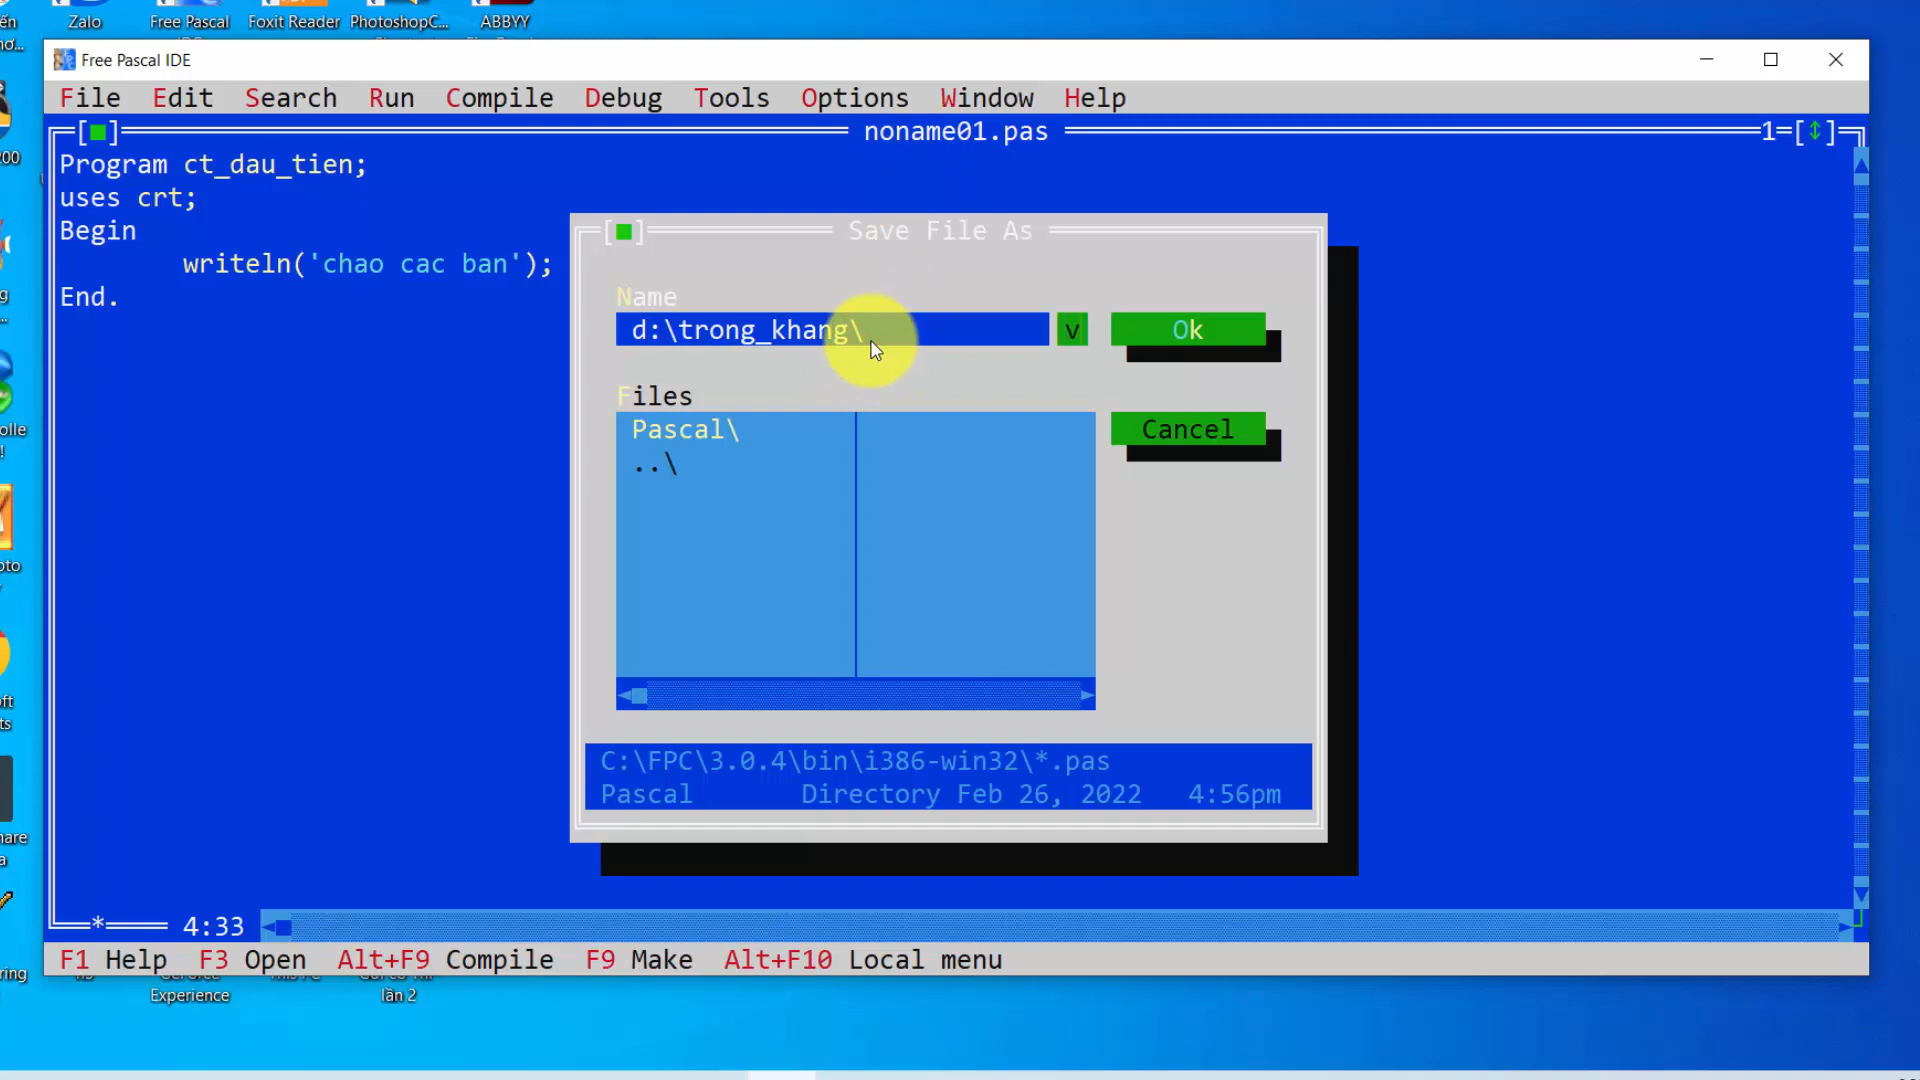 Zalo
Free Pascal
Foxit Reader
PhotoshopC...
ABBYY
Free Pascal IDE
File Edit Search Run Compile Debug Tools Options Window Help
noname01.pas
1
Program ct_dau_tien;
uses crt;
Begin
writeln('chao cac ban');
End.
Save File As
Name
d:\trong_khang\
v
Ok
Files
Pascal\
..\
Cancel
C:\FPC\3.0.4\bin\i386-win32\*.pas
Pascal Directory Feb 26, 2022 4:56pm
* 4:33
F1 Help F3 Open Alt+F9 Compile F9 Make Alt+F10 Local menu
Experience
lần 2